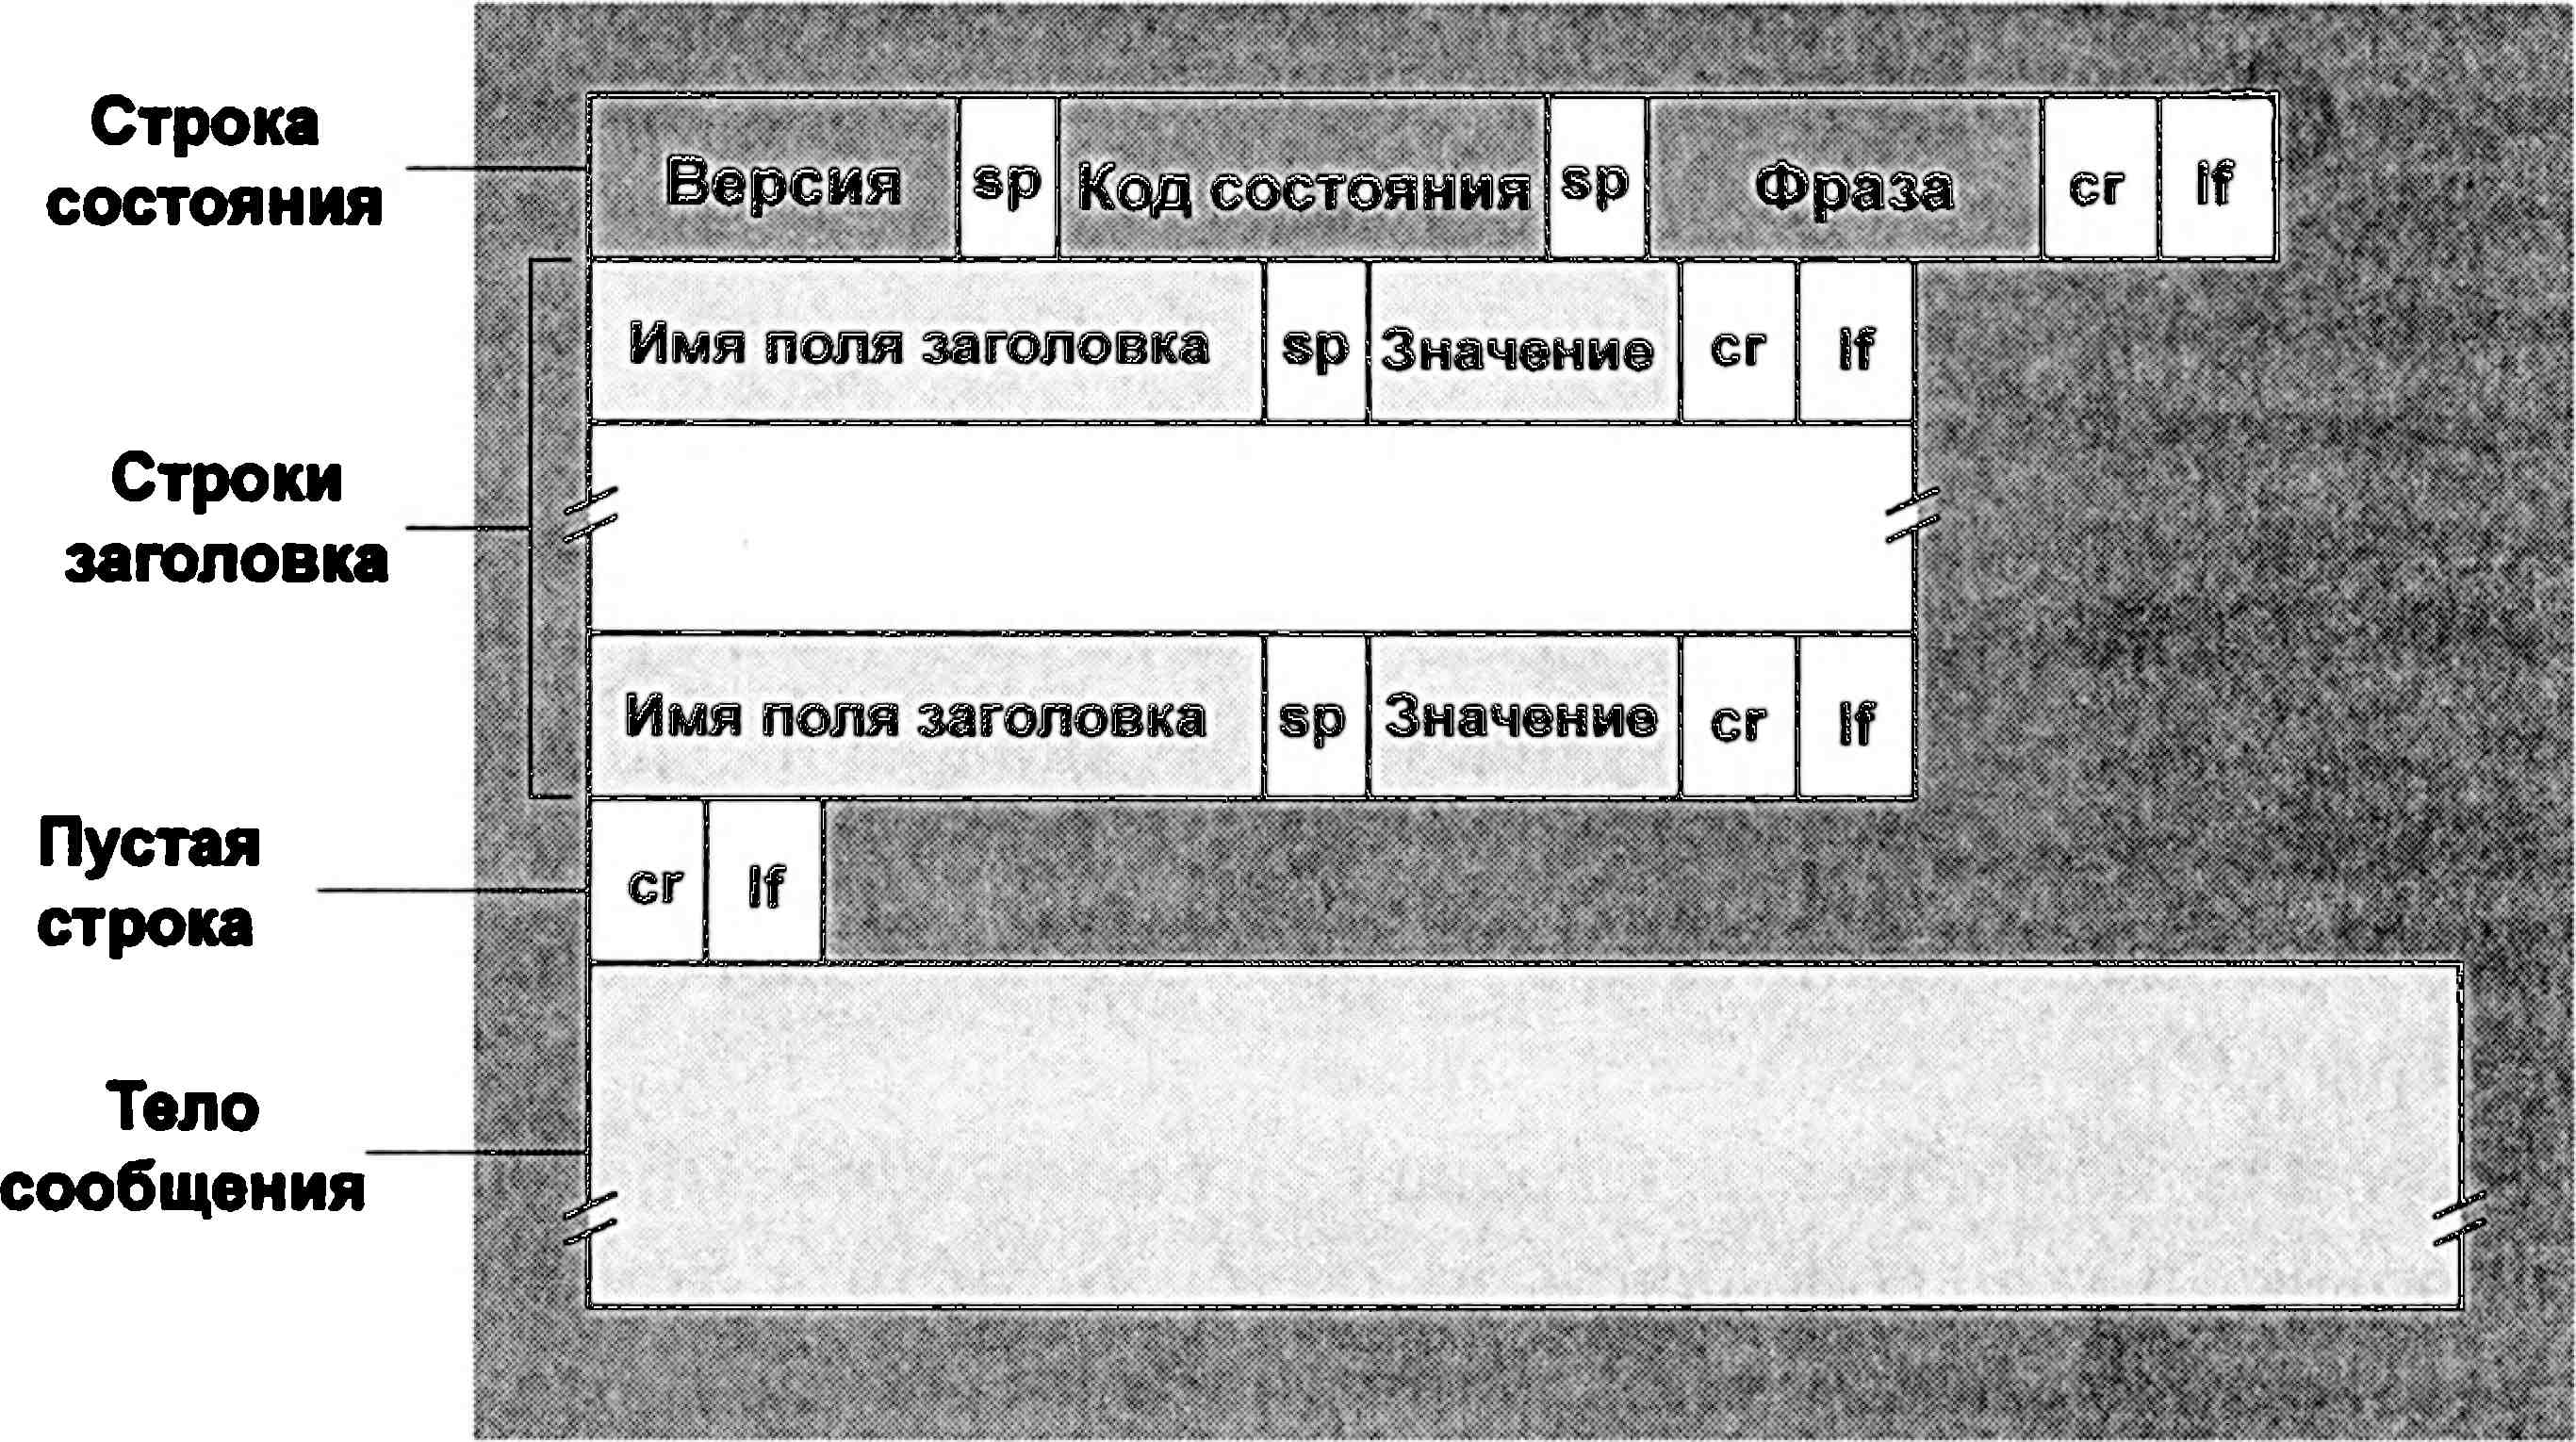 Строка
состояния
Версия sp Код состояния sp Фраза cr lf
Имя поля заголовка sp Значение cr lf
Строки
заголовка
Имя поля заголовка sp Значение cr lf
Пустая
строка
cr lf
Тело
сообщения